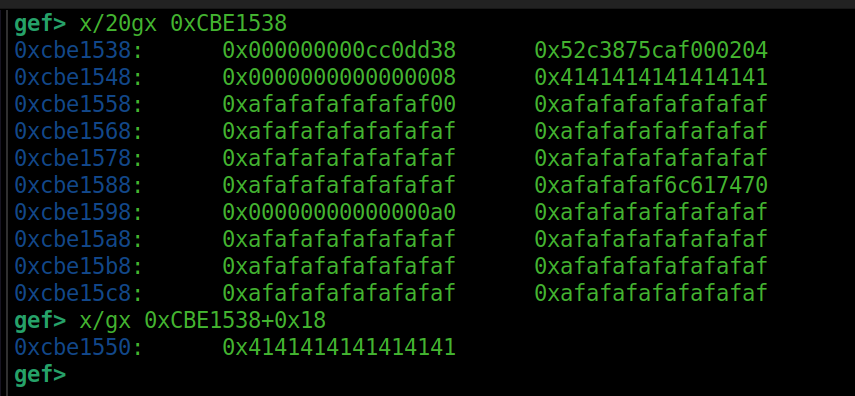 gef> x/20gx 0xCBE1538
0xcbe1538: 0x000000000cc0dd38 0x52c3875caf000204
0xcbe1548: 0x0000000000000008 0x4141414141414141
0xcbe1558: 0xafafafafafafaf00 0xafafafafafafafaf
0xcbe1568: 0xafafafafafafafaf 0xafafafafafafafaf
0xcbe1578: 0xafafafafafafafaf 0xafafafafafafafaf
0xcbe1588: 0xafafafafafafafaf 0xafafafaf6c617470
0xcbe1598: 0x00000000000000a0 0xafafafafafafafaf
0xcbe15a8: 0xafafafafafafafaf 0xafafafafafafafaf
0xcbe15b8: 0xafafafafafafafaf 0xafafafafafafafaf
0xcbe15c8: 0xafafafafafafafaf 0xafafafafafafafaf
gef> x/gx 0xCBE1538+0x18
0xcbe1550: 0x4141414141414141
gef>